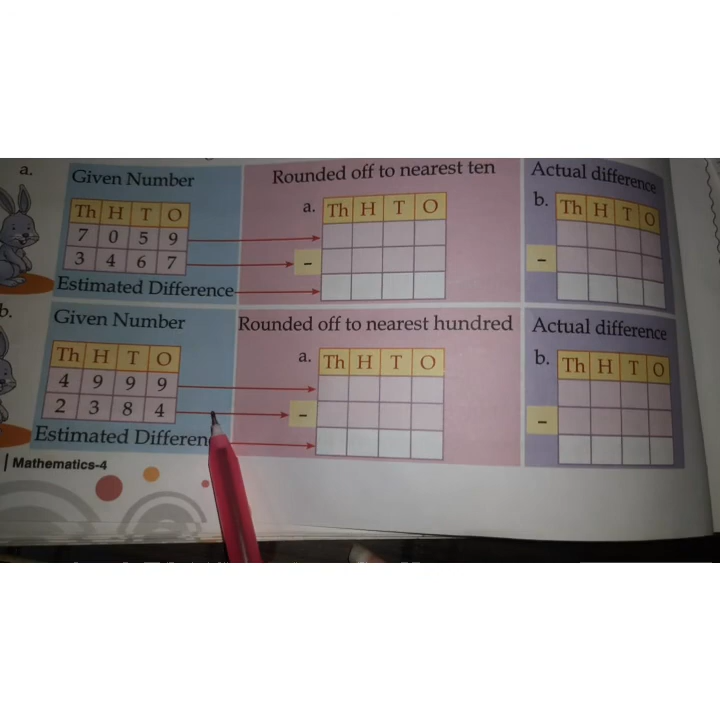 a.
Given Number
Rounded off to nearest ten
Actual difference
Th H T O
7 0 5 9
3 4 6 7
Estimated Difference
a. Th H T O
-
b. Th H T O
-
b.
Given Number
Rounded off to nearest hundred
Actual difference
Th H T O
4 9 9 9
2 3 8 4
Estimated Differen
a. Th H T O
-
b. Th H T O
-
Mathematics-4